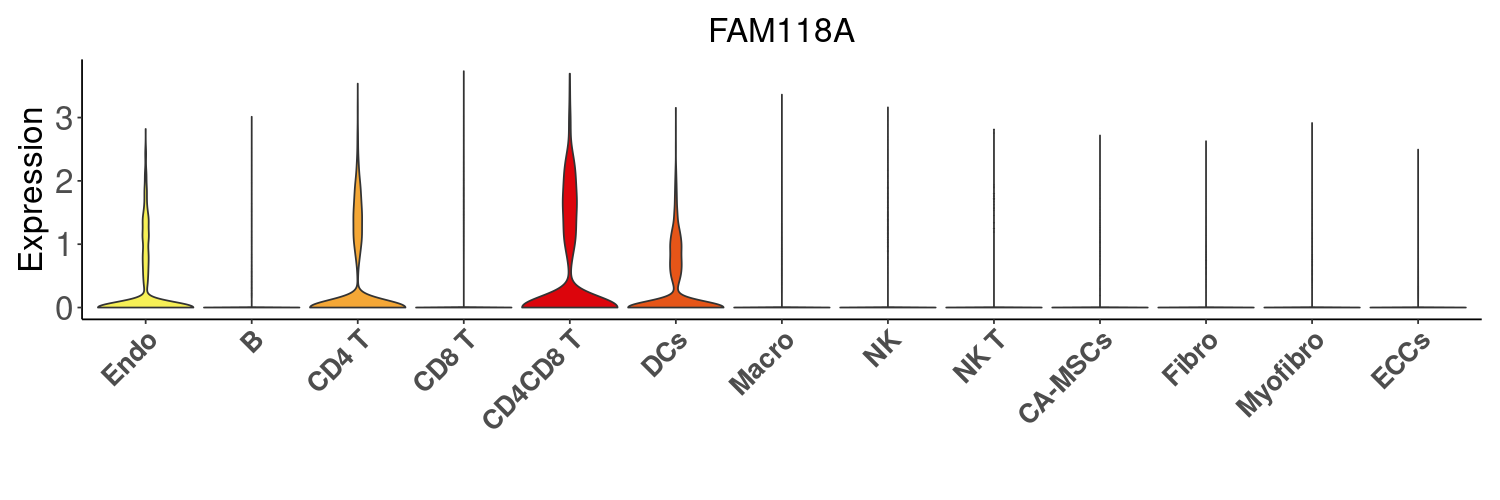 FAM118A
Expression
3
2
1
0
Endo
B
CD4 T
CD8 T
CD4CD8 T
DCs
Macro
NK
NK T
CA-MSCs
Fibro
Myofibro
ECCs